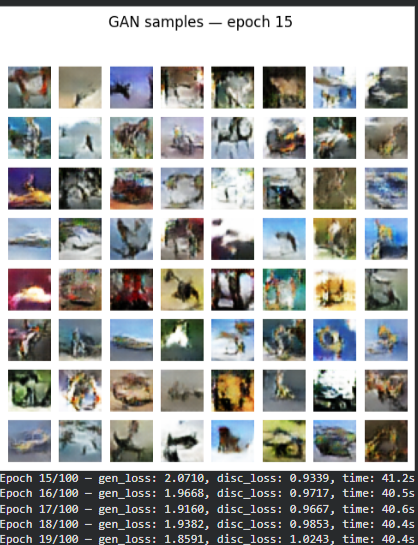 GAN samples — epoch 15
Epoch 15/100 — gen_loss: 2.0710, disc_loss: 0.9339, time: 41.2s
Epoch 16/100 — gen_loss: 1.9668, disc_loss: 0.9717, time: 40.5s
Epoch 17/100 — gen_loss: 1.9160, disc_loss: 0.9667, time: 40.6s
Epoch 18/100 — gen_loss: 1.9382, disc_loss: 0.9853, time: 40.4s
Epoch 19/100 — gen_loss: 1.8591, disc_loss: 1.0243, time: 40.4s